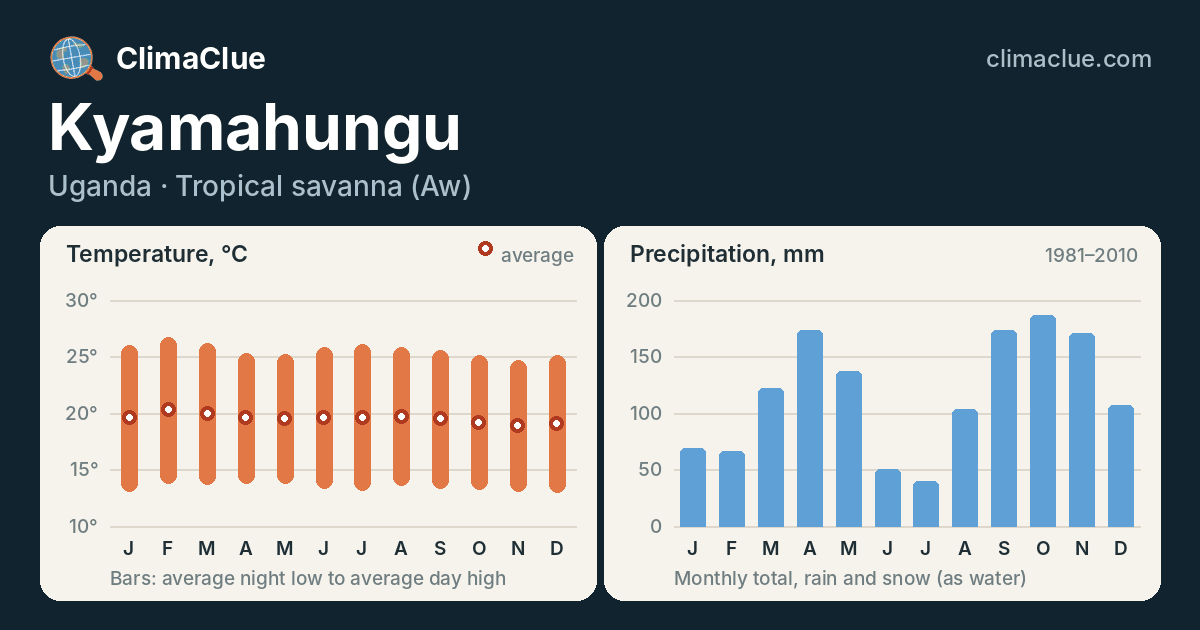 ClimaClue
climaclue.com
Kyamahungu
Uganda · Tropical savanna (Aw)
Temperature, °C
average
30°
25°
20°
15°
10°
J F M A M J J A S O N D
Bars: average night low to average day high
Precipitation, mm
1981–2010
200
150
100
50
0
J F M A M J J A S O N D
Monthly total, rain and snow (as water)